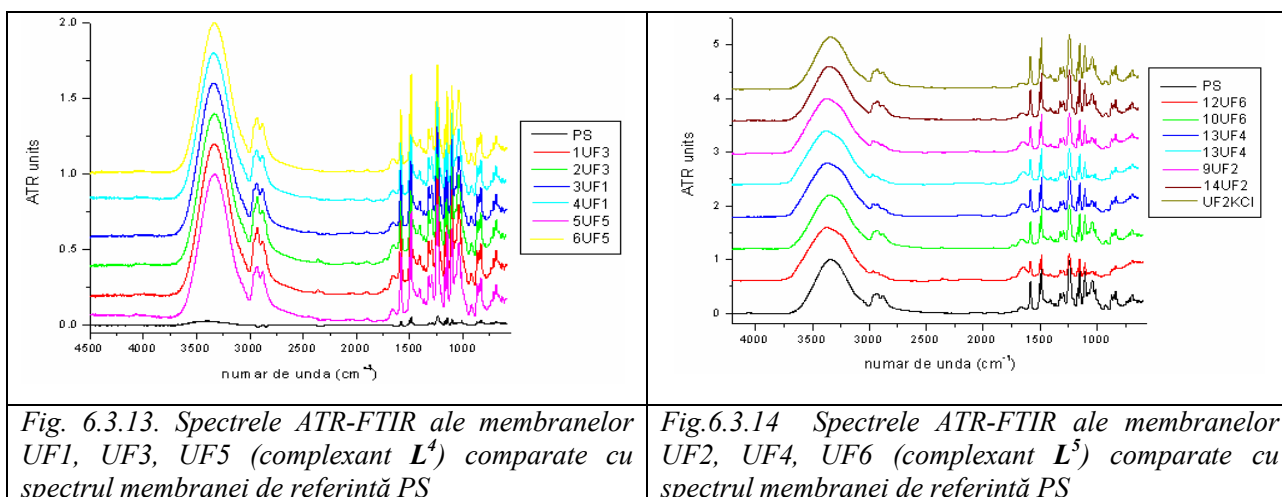 2.0
1.5
1.0
0.5
0.0
ATR units
4500 4000 3500 3000 2500 2000 1500 1000
numar de unda (cm⁻¹)
PS
1UF3
2UF3
3UF1
4UF1
5UF5
6UF5
5
4
3
2
1
0
ATR units
4000 3500 3000 2500 2000 1500 1000
numar de unda (cm⁻¹)
PS
12UF6
10UF6
13UF4
13UF4
9UF2
14UF2
UF2KCl
Fig. 6.3.13. Spectrele ATR-FTIR ale membranelor
UF1, UF3, UF5 (complexant L⁴) comparate cu
spectrul membranei de referință PS
Fig.6.3.14 Spectrele ATR-FTIR ale membranelor
UF2, UF4, UF6 (complexant L⁵) comparate cu
spectrul membranei de referință PS